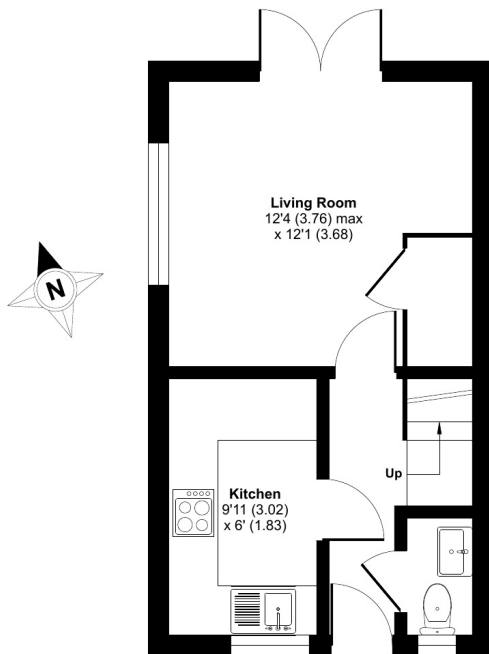 Living Room
12'4 (3.76) max
x 12'1 (3.68)
N
Up
Kitchen
9'11 (3.02)
x 6' (1.83)